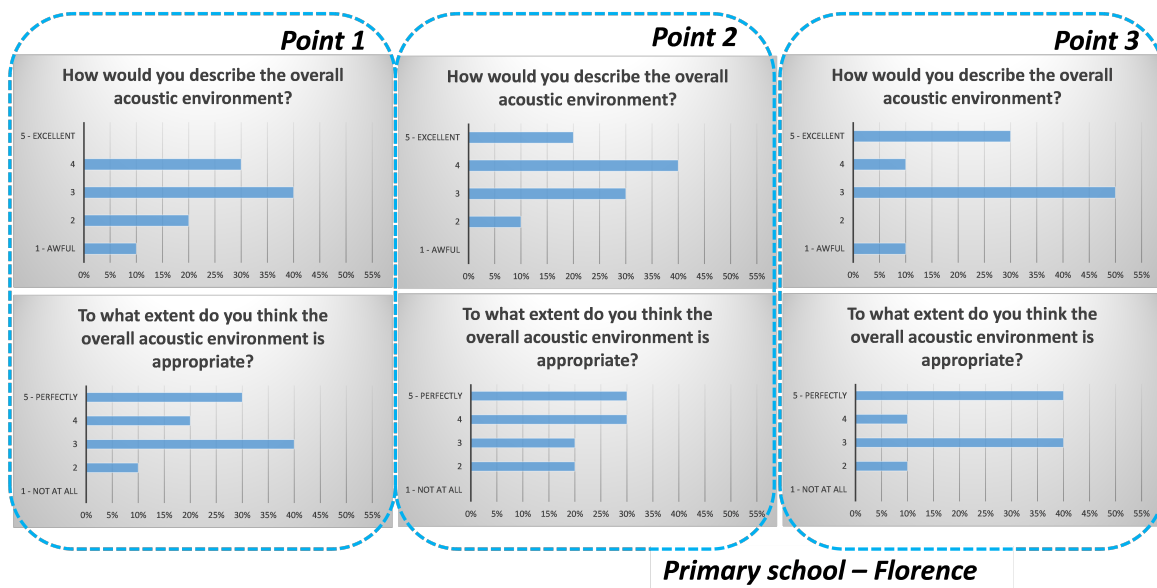 Point 1
How would you describe the overall
acoustic environment?
5 - EXCELLENT
4
3
2
1 - AWFUL
0% 5% 10% 15% 20% 25% 30% 35% 40% 45% 50% 55%
To what extent do you think the
overall acoustic environment is
appropriate?
5 - PERFECTLY
4
3
2
1 - NOT AT ALL
0% 5% 10% 15% 20% 25% 30% 35% 40% 45% 50% 55%
Point 2
How would you describe the overall
acoustic environment?
5 - EXCELLENT
4
3
2
1 - AWFUL
0% 5% 10% 15% 20% 25% 30% 35% 40% 45% 50% 55%
To what extent do you think the
overall acoustic environment is
appropriate?
5 - PERFECTLY
4
3
2
1 - NOT AT ALL
0% 5% 10% 15% 20% 25% 30% 35% 40% 45% 50% 55%
Point 3
How would you describe the overall
acoustic environment?
5 - EXCELLENT
4
3
2
1 - AWFUL
0% 5% 10% 15% 20% 25% 30% 35% 40% 45% 50% 55%
To what extent do you think the
overall acoustic environment is
appropriate?
5 - PERFECTLY
4
3
2
1 - NOT AT ALL
0% 5% 10% 15% 20% 25% 30% 35% 40% 45% 50% 55%
Primary school – Florence